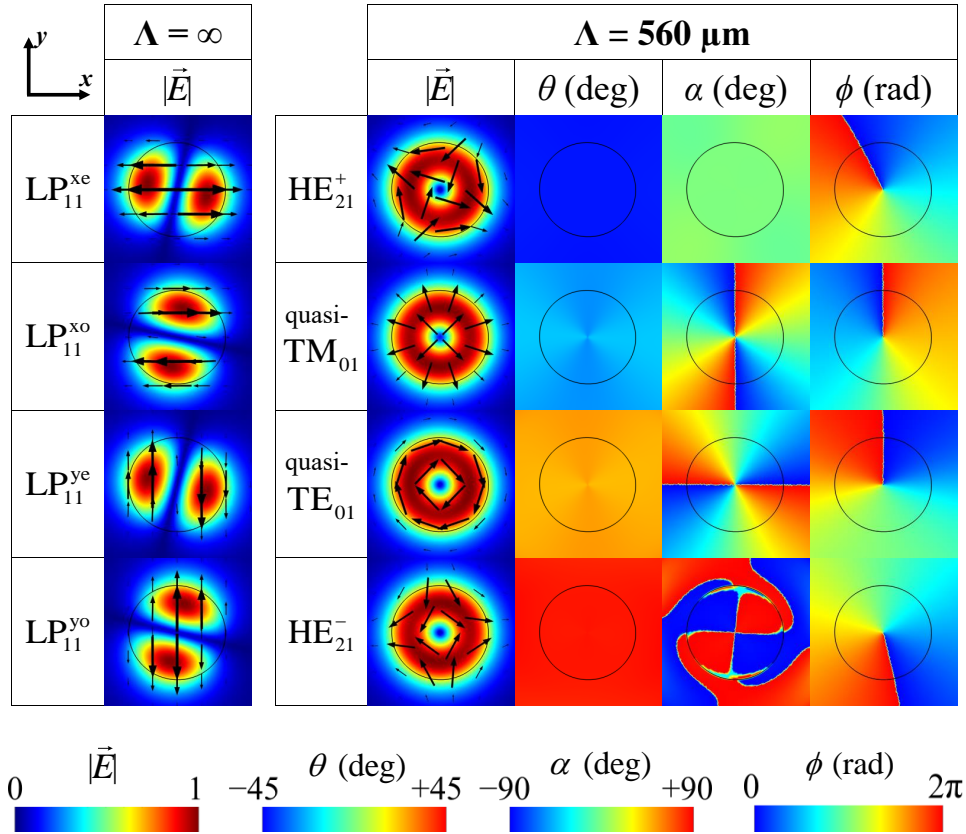 y
x
Λ = ∞
Λ = 560 μm
|E⃗|
|E⃗|
θ (deg)
α (deg)
ϕ (rad)
LP₁₁ˣᵉ
HE₂₁⁺
LP₁₁ˣᵒ
quasi-
TM₀₁
LP₁₁ʸᵉ
quasi-
TE₀₁
LP₁₁ʸᵒ
HE₂₁⁻
|E⃗|
0 1
θ (deg)
−45 +45
α (deg)
−90 +90
ϕ (rad)
0 2π